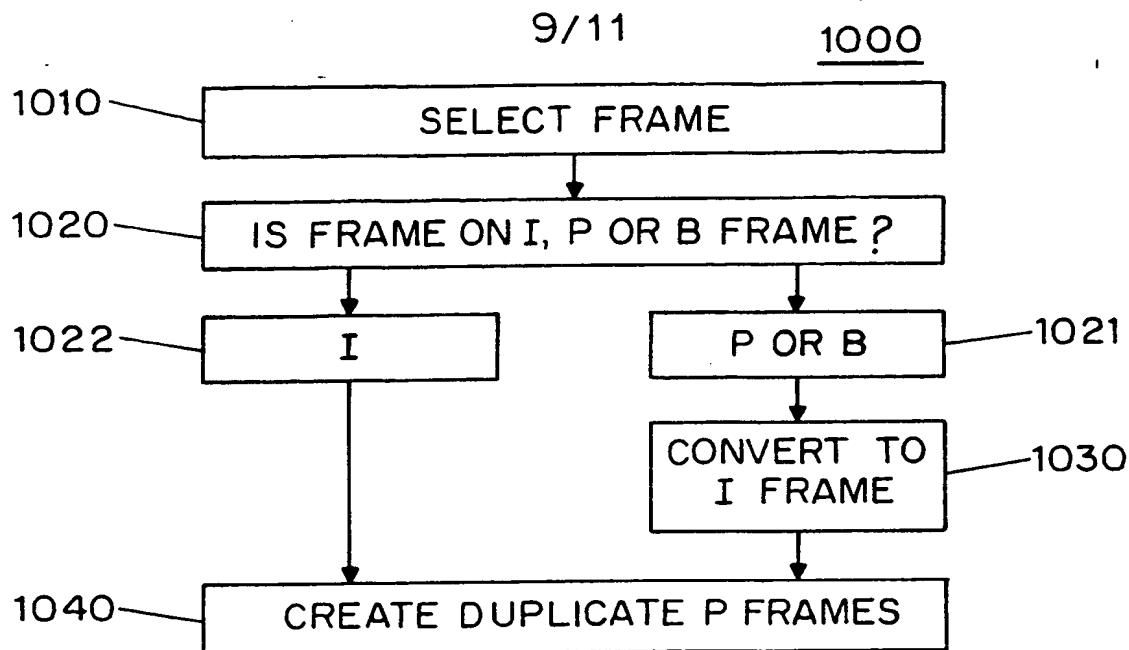 9/11
1000
1010
SELECT FRAME
1020
IS FRAME ON I, P OR B FRAME?
1022
I
P OR B
1021
CONVERT TO
I FRAME
1030
1040
CREATE DUPLICATE P FRAMES